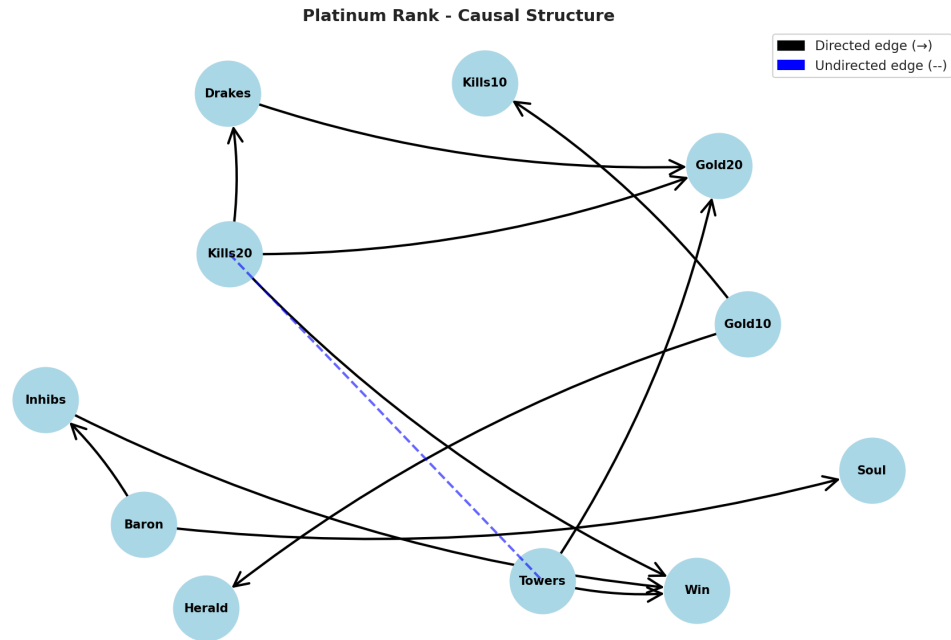 Platinum Rank - Causal Structure
Directed edge (→)
Undirected edge (--)
Kills10
Drakes
Gold20
Kills20
Gold10
Inhibs
Soul
Baron
Towers
Win
Herald